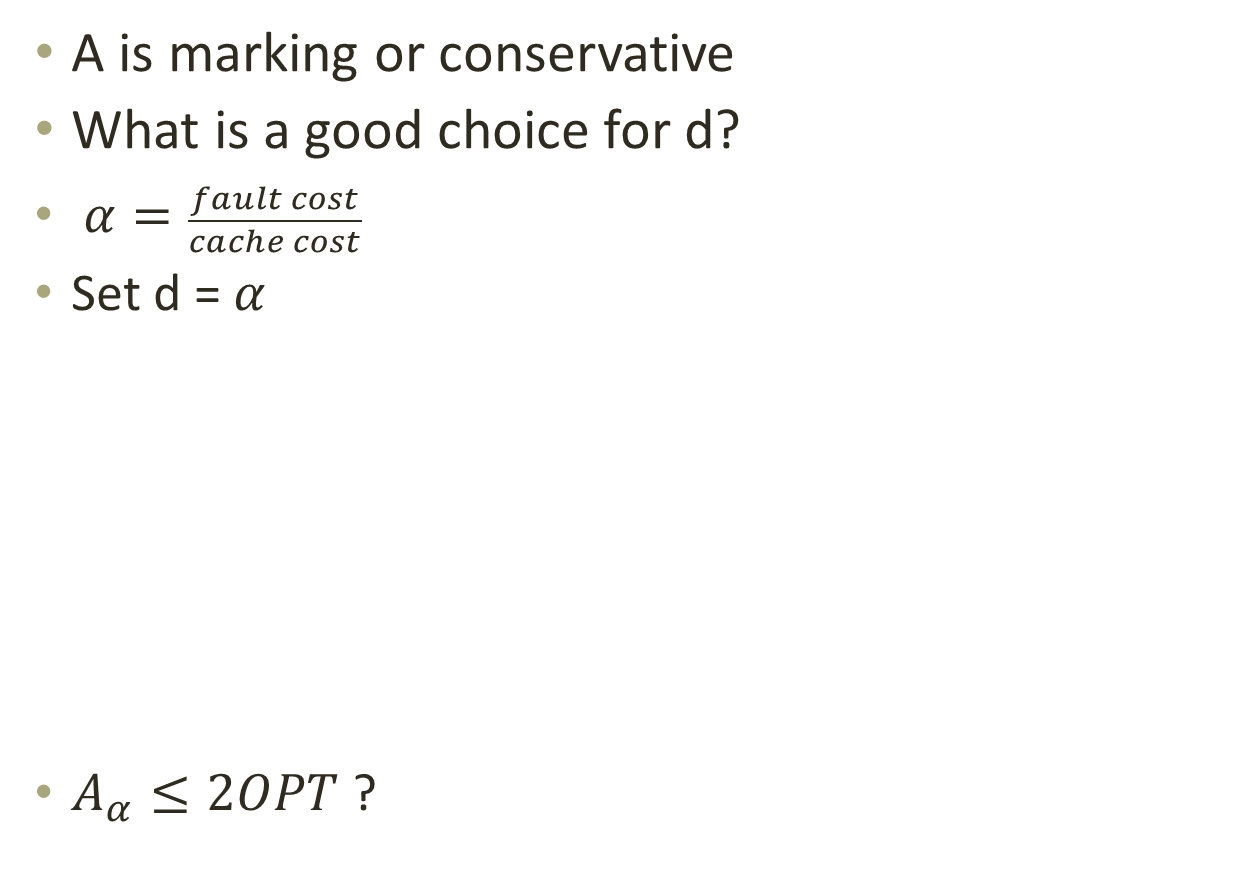 • A is marking or conservative
• What is a good choice for d?
• α = fault cost / cache cost
• Set d = α
• A_α ≤ 2OPT ?